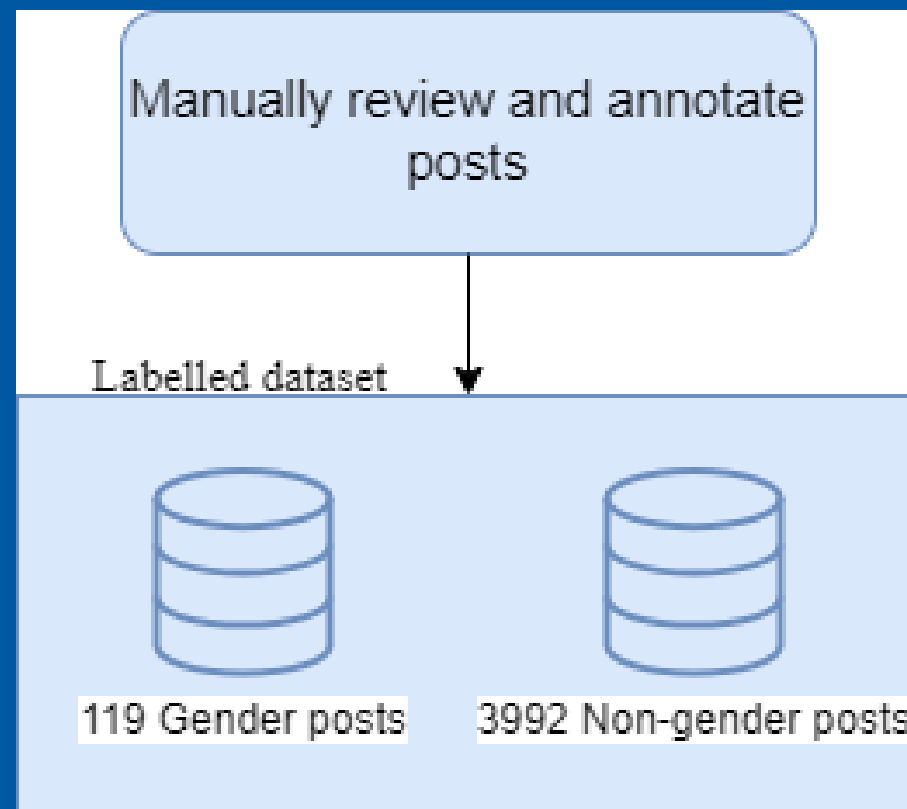 Manually review and annotate
posts
Labelled dataset
119 Gender posts
3992 Non-gender posts